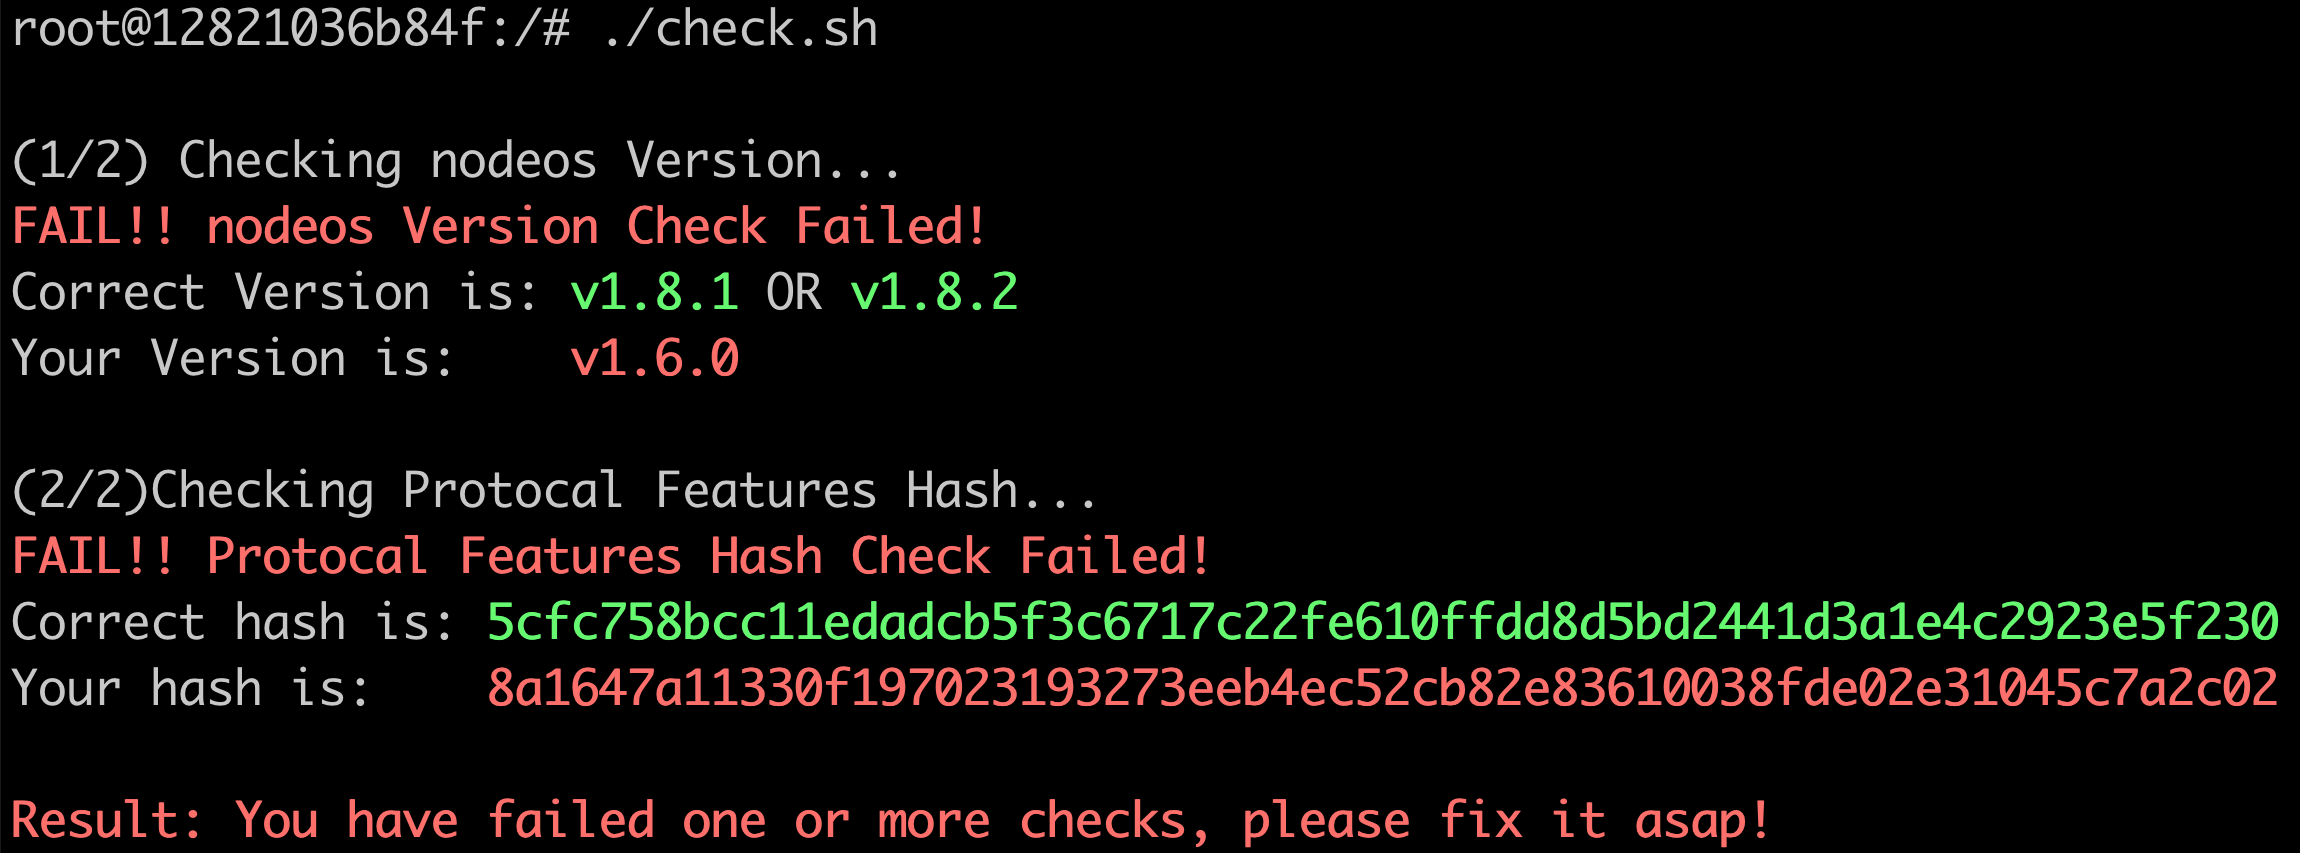 root@12821036b84f:/# ./check.sh
(1/2) Checking nodeos Version...
FAIL!! nodeos Version Check Failed!
Correct Version is: v1.8.1 OR v1.8.2
Your Version is:    v1.6.0
(2/2)Checking Protocal Features Hash...
FAIL!! Protocal Features Hash Check Failed!
Correct hash is: 5cfc758bcc11edadcb5f3c6717c22fe610ffdd8d5bd2441d3a1e4c2923e5f230
Your hash is:    8a1647a11330f197023193273eeb4ec52cb82e83610038fde02e31045c7a2c02
Result: You have failed one or more checks, please fix it asap!